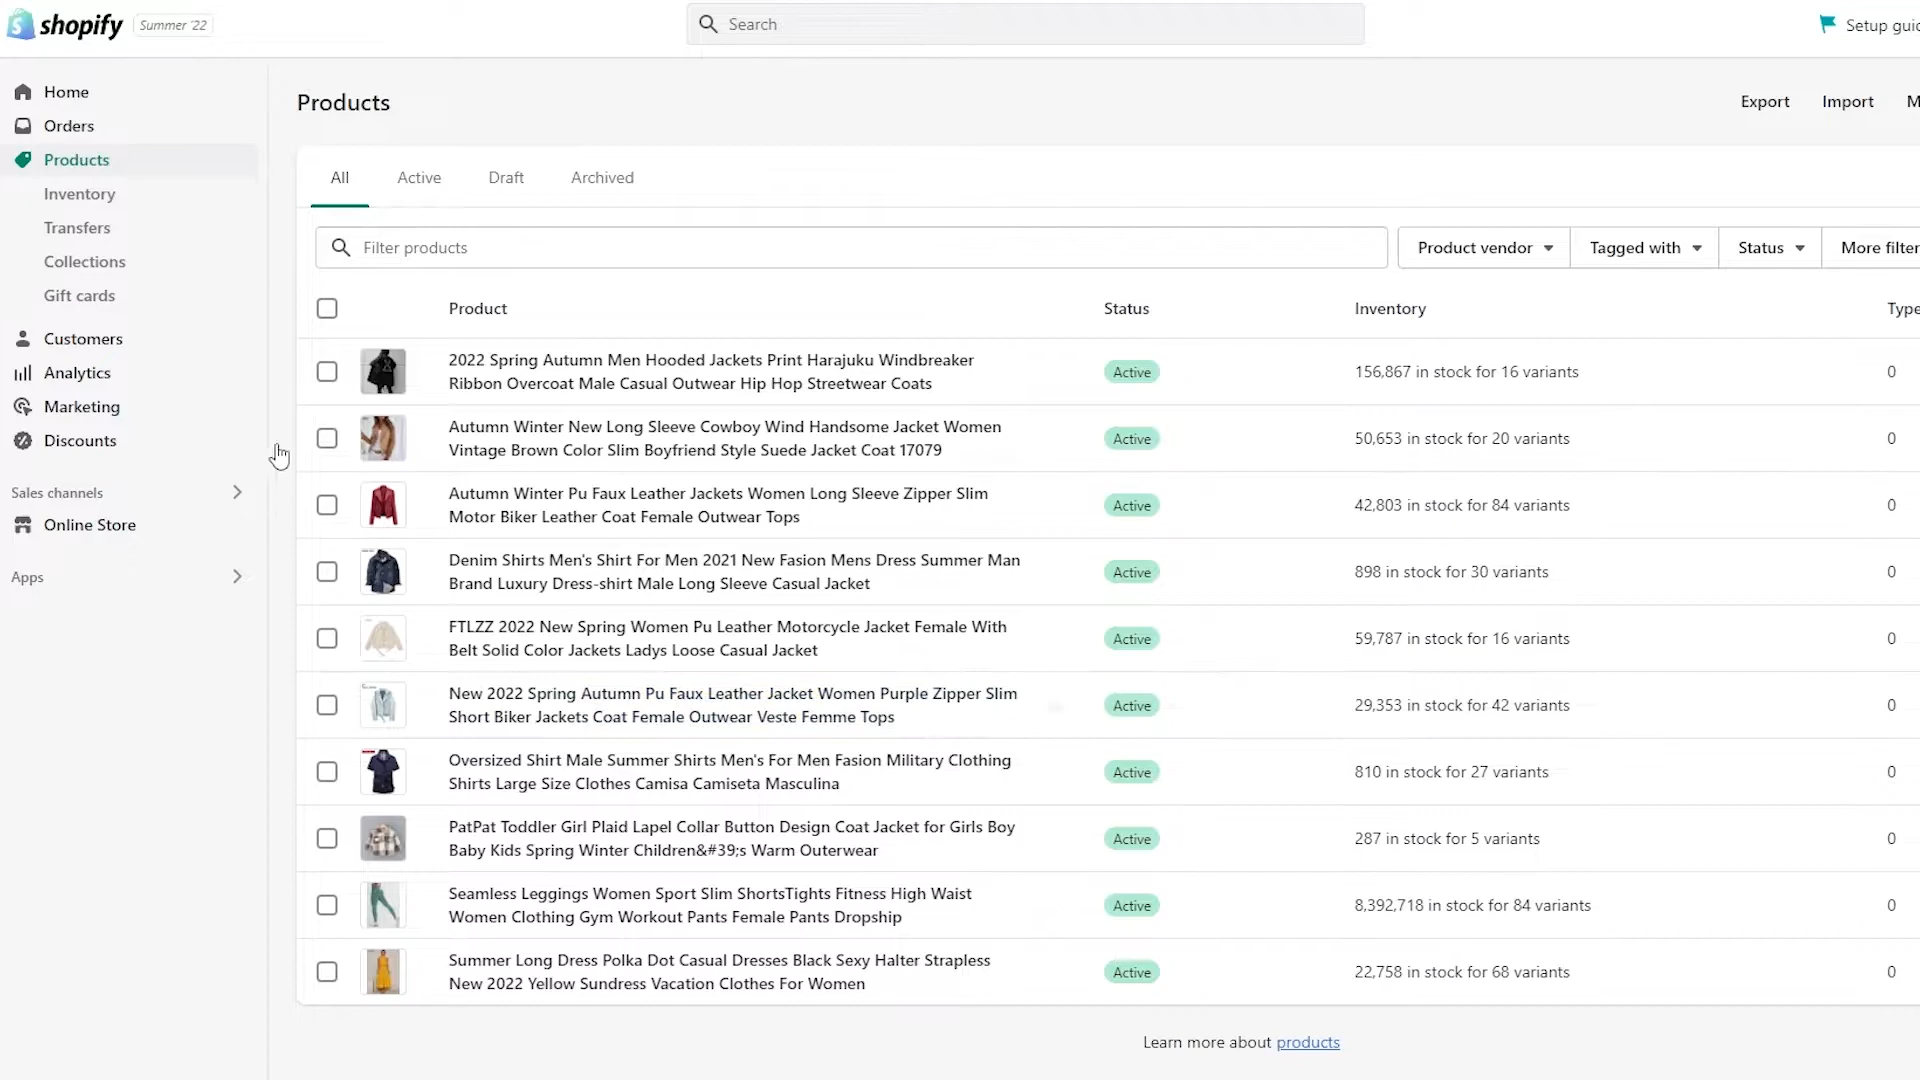 shopify
Summer '22
Search
Setup guid
Home
Orders
Products
Inventory
Transfers
Collections
Gift cards
Customers
Analytics
Marketing
Discounts
Sales channels
Online Store
Apps
Products
Export
Import
M
All
Active
Draft
Archived
Filter products
Product vendor
Tagged with
Status
More filter
Product
Status
Inventory
Type
2022 Spring Autumn Men Hooded Jackets Print Harajuku Windbreaker
Ribbon Overcoat Male Casual Outwear Hip Hop Streetwear Coats
Active
156,867 in stock for 16 variants
0
Autumn Winter New Long Sleeve Cowboy Wind Handsome Jacket Women
Vintage Brown Color Slim Boyfriend Style Suede Jacket Coat 17079
Active
50,653 in stock for 20 variants
0
Autumn Winter Pu Faux Leather Jackets Women Long Sleeve Zipper Slim
Motor Biker Leather Coat Female Outwear Tops
Active
42,803 in stock for 84 variants
0
Denim Shirts Men's Shirt For Men 2021 New Fasion Mens Dress Summer Man
Brand Luxury Dress-shirt Male Long Sleeve Casual Jacket
Active
898 in stock for 30 variants
0
FTLZZ 2022 New Spring Women Pu Leather Motorcycle Jacket Female With
Belt Solid Color Jackets Ladys Loose Casual Jacket
Active
59,787 in stock for 16 variants
0
New 2022 Spring Autumn Pu Faux Leather Jacket Women Purple Zipper Slim
Short Biker Jackets Coat Female Outwear Veste Femme Tops
Active
29,353 in stock for 42 variants
0
Oversized Shirt Male Summer Shirts Men's For Men Fasion Military Clothing
Shirts Large Size Clothes Camisa Camiseta Masculina
Active
810 in stock for 27 variants
0
PatPat Toddler Girl Plaid Lapel Collar Button Design Coat Jacket for Girls Boy
Baby Kids Spring Winter Children&#39;s Warm Outerwear
Active
287 in stock for 5 variants
0
Seamless Leggings Women Sport Slim ShortsTights Fitness High Waist
Women Clothing Gym Workout Pants Female Pants Dropship
Active
8,392,718 in stock for 84 variants
0
Summer Long Dress Polka Dot Casual Dresses Black Sexy Halter Strapless
New 2022 Yellow Sundress Vacation Clothes For Women
Active
22,758 in stock for 68 variants
0
Learn more about products